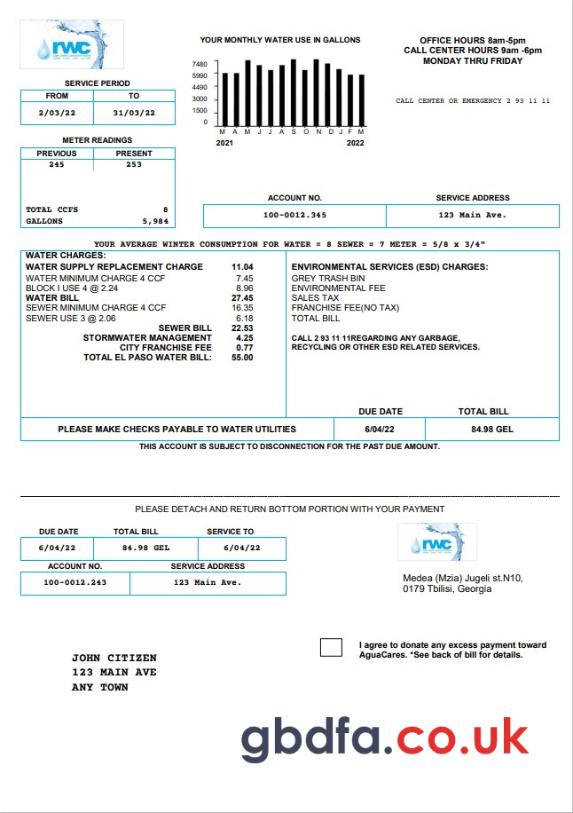 rwc
YOUR MONTHLY WATER USE IN GALLONS
OFFICE HOURS 8am-5pm
CALL CENTER HOURS 9am -6pm
MONDAY THRU FRIDAY
CALL CENTER OR EMERGENCY 2 93 11 11
7480
5990
4490
3000
1500
0
M A M J J A S O N D J F M
2021 2022
SERVICE PERIOD
FROM TO
2/03/22 31/03/22
METER READINGS
PREVIOUS PRESENT
245 253
TOTAL CCFS 8
GALLONS 5,984
ACCOUNT NO. SERVICE ADDRESS
100-0012.345 123 Main Ave.
YOUR AVERAGE WINTER CONSUMPTION FOR WATER = 8 SEWER = 7 METER = 5/8 x 3/4"
WATER CHARGES:
WATER SUPPLY REPLACEMENT CHARGE 11.04
WATER MINIMUM CHARGE 4 CCF 7.45
BLOCK I USE 4 @ 2.24 8.96
WATER BILL 27.45
SEWER MINIMUM CHARGE 4 CCF 16.35
SEWER USE 3 @ 2.06 6.18
SEWER BILL 22.53
STORMWATER MANAGEMENT 4.25
CITY FRANCHISE FEE 0.77
TOTAL EL PASO WATER BILL: 55.00
ENVIRONMENTAL SERVICES (ESD) CHARGES:
GREY TRASH BIN
ENVIRONMENTAL FEE
SALES TAX
FRANCHISE FEE(NO TAX)
TOTAL BILL
CALL 2 93 11 11REGARDING ANY GARBAGE,
RECYCLING OR OTHER ESD RELATED SERVICES.
DUE DATE TOTAL BILL
PLEASE MAKE CHECKS PAYABLE TO WATER UTILITIES 6/04/22 84.98 GEL
THIS ACCOUNT IS SUBJECT TO DISCONNECTION FOR THE PAST DUE AMOUNT.
PLEASE DETACH AND RETURN BOTTOM PORTION WITH YOUR PAYMENT
DUE DATE TOTAL BILL SERVICE TO
6/04/22 84.98 GEL 6/04/22
ACCOUNT NO. SERVICE ADDRESS
100-0012.243 123 Main Ave.
rwc
Medea (Mzia) Jugeli st.N10,
0179 Tbilisi, Georgia
I agree to donate any excess payment toward
AguaCares. *See back of bill for details.
JOHN CITIZEN
123 MAIN AVE
ANY TOWN
gbdfa.co.uk